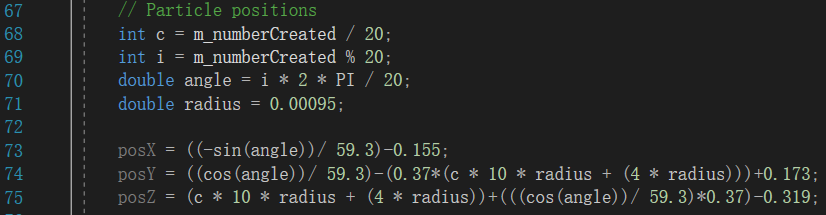 67 // Particle positions
68 int c = m_numberCreated / 20;
69 int i = m_numberCreated % 20;
70 double angle = i * 2 * PI / 20;
71 double radius = 0.00095;
72
73 posX = ((-sin(angle))/ 59.3)-0.155;
74 posY = ((cos(angle))/ 59.3)-(0.37*(c * 10 * radius + (4 * radius)))+0.173;
75 posZ = (c * 10 * radius + (4 * radius))+(((cos(angle))/ 59.3)*0.37)-0.319;